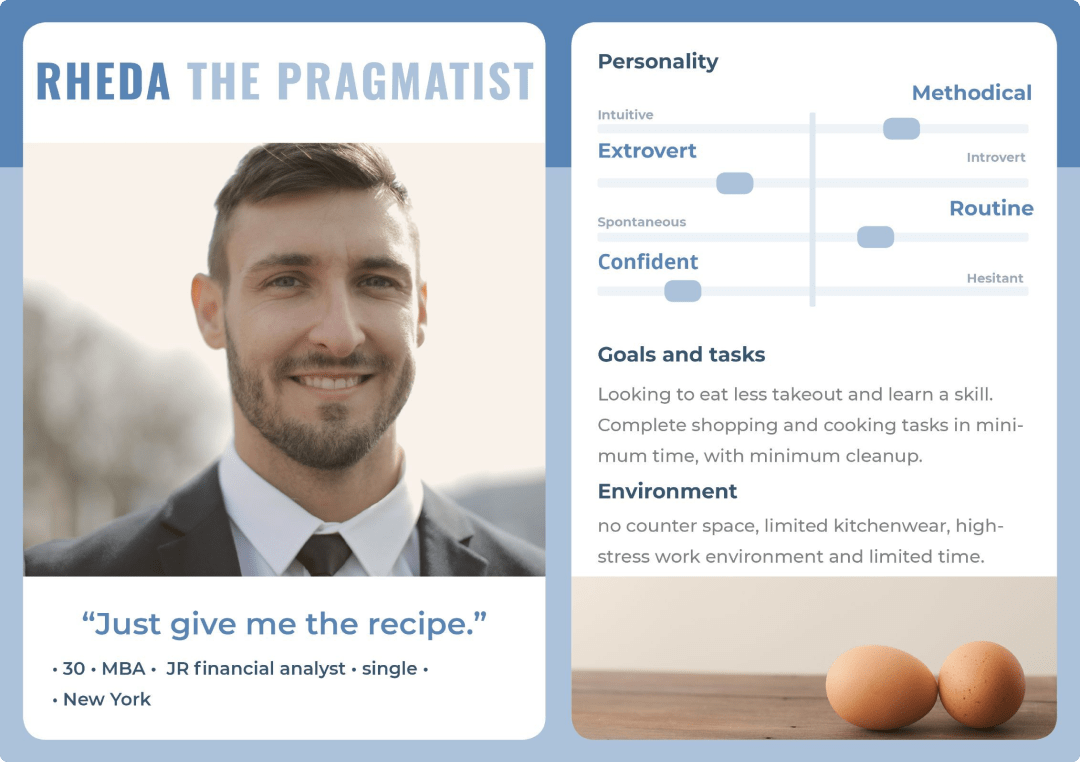 RHEDA THE PRAGMATIST
“Just give me the recipe.”
• 30 • MBA • JR financial analyst • single •
• New York
Personality
Methodical
Intuitive
Extrovert
Introvert
Routine
Spontaneous
Confident
Hesitant
Goals and tasks
Looking to eat less takeout and learn a skill.
Complete shopping and cooking tasks in mini-
mum time, with minimum cleanup.
Environment
no counter space, limited kitchenwear, high-
stress work environment and limited time.